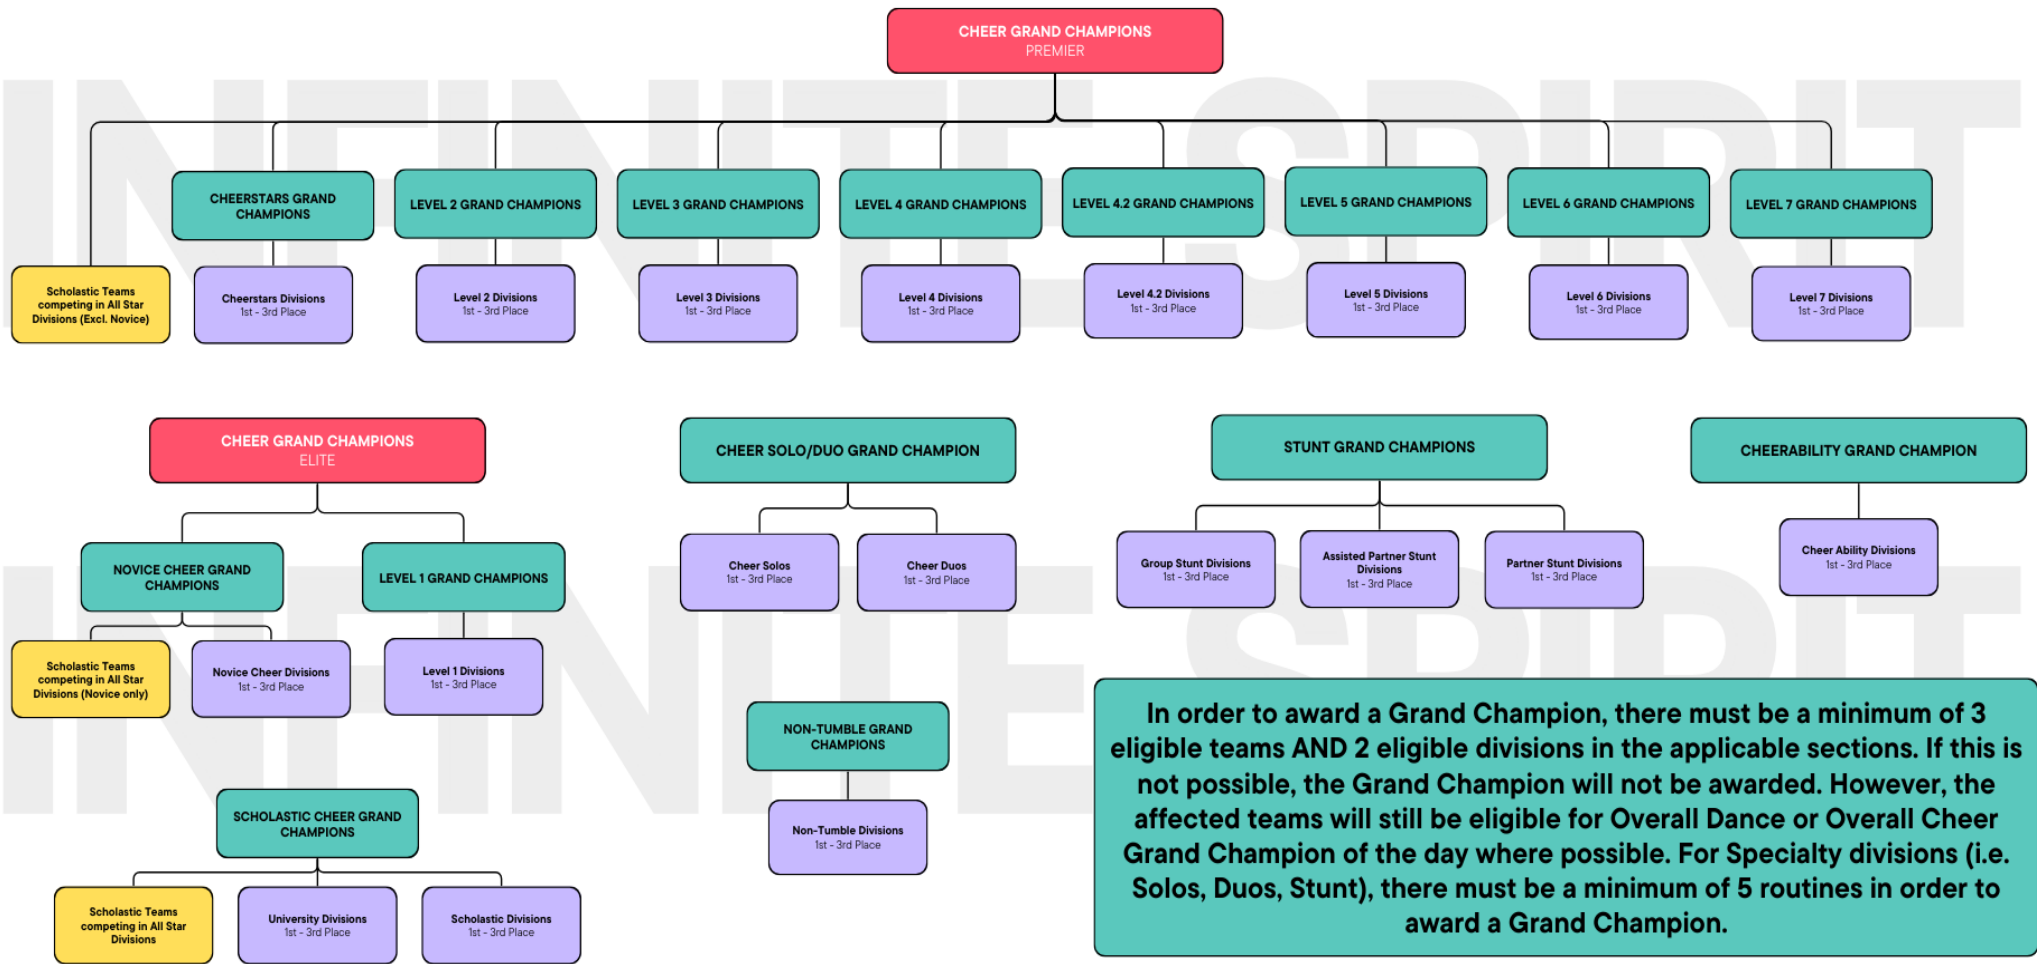 CHEER GRAND CHAMPIONS
PREMIER
INFINITE SPIRIT
CHEERSTARS GRAND
CHAMPIONS
LEVEL 2 GRAND CHAMPIONS
LEVEL 3 GRAND CHAMPIONS
LEVEL 4 GRAND CHAMPIONS
LEVEL 4.2 GRAND CHAMPIONS
LEVEL 5 GRAND CHAMPIONS
LEVEL 6 GRAND CHAMPIONS
LEVEL 7 GRAND CHAMPIONS
Scholastic Teams
competing in All Star
Divisions (Excl. Novice)
Cheerstars Divisions
1st - 3rd Place
Level 2 Divisions
1st - 3rd Place
Level 3 Divisions
1st - 3rd Place
Level 4 Divisions
1st - 3rd Place
Level 4.2 Divisions
1st - 3rd Place
Level 5 Divisions
1st - 3rd Place
Level 6 Divisions
1st - 3rd Place
Level 7 Divisions
1st - 3rd Place
CHEER GRAND CHAMPIONS
ELITE
NOVICE CHEER GRAND
CHAMPIONS
LEVEL 1 GRAND CHAMPIONS
Scholastic Teams
competing in All Star
Divisions (Novice only)
Novice Cheer Divisions
1st - 3rd Place
Level 1 Divisions
1st - 3rd Place
CHEER SOLO/DUO GRAND CHAMPION
Cheer Solos
1st - 3rd Place
Cheer Duos
1st - 3rd Place
STUNT GRAND CHAMPIONS
Group Stunt Divisions
1st - 3rd Place
Assisted Partner Stunt
Divisions
1st - 3rd Place
Partner Stunt Divisions
1st - 3rd Place
CHEERABILITY GRAND CHAMPION
Cheer Ability Divisions
1st - 3rd Place
INFINITE SPIRIT
NON-TUMBLE GRAND
CHAMPIONS
Non-Tumble Divisions
1st - 3rd Place
SCHOLASTIC CHEER GRAND
CHAMPIONS
Scholastic Teams
competing in All Star
Divisions
University Divisions
1st - 3rd Place
Scholastic Divisions
1st - 3rd Place
In order to award a Grand Champion, there must be a minimum of 3
eligible teams AND 2 eligible divisions in the applicable sections. If this is
not possible, the Grand Champion will not be awarded. However, the
affected teams will still be eligible for Overall Dance or Overall Cheer
Grand Champion of the day where possible. For Specialty divisions (i.e.
Solos, Duos, Stunt), there must be a minimum of 5 routines in order to
award a Grand Champion.